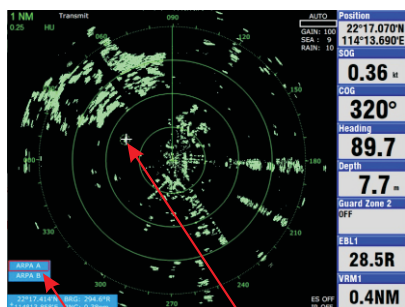 1 NM
Transmit
0.25
HU
090
AUTO
GAIN: 100
SEA : 9
RAIN: 10
000
180
270
ARPA A
ARPA B
22°17.414'N BRG: 294.6°R
ES OFF
Position
22°17.070'N
114°13.690'E
SOG
0.36 kt
COG
320°
Heading
89.7
Depth
7.7 m
Guard Zone 2
OFF
EBL1
28.5R
VRM1
0.4NM